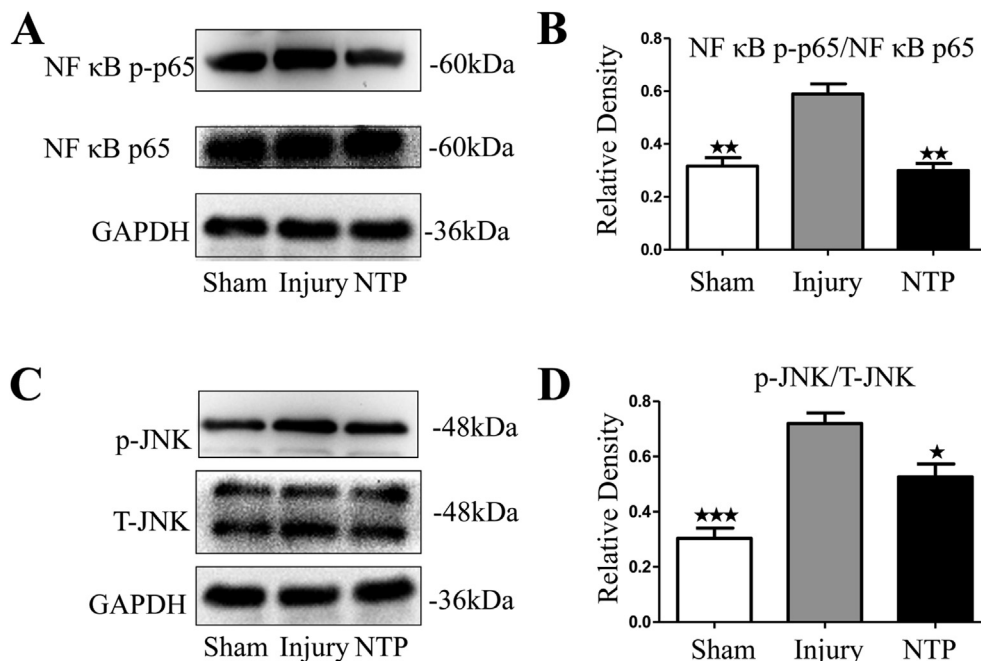 A
NF κB p-p65
-60kDa
NF κB p65
-60kDa
GAPDH
-36kDa
Sham Injury NTP
B
NF κB p-p65/NF κB p65
Relative Density
0.8
0.6
0.4
0.2
0.0
★★
★★
Sham Injury NTP
C
p-JNK
-48kDa
T-JNK
-48kDa
GAPDH
-36kDa
Sham Injury NTP
D
p-JNK/T-JNK
Relative Density
0.8
0.6
0.4
0.2
0.0
★★★
★
Sham Injury NTP